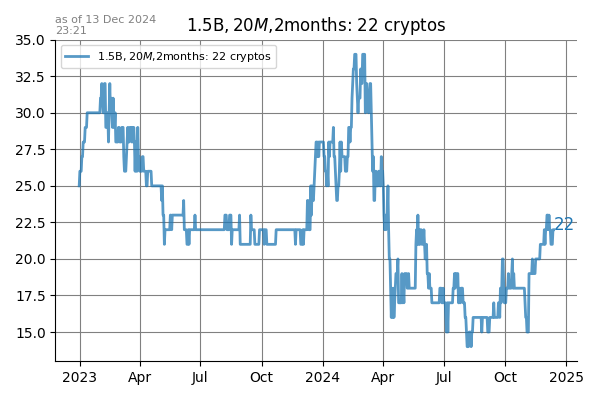 as of 13 Dec 2024
23:21
1.5B, 20M,2months: 22 cryptos
1.5B, 20M,2months: 22 cryptos
35.0
32.5
30.0
27.5
25.0
22.5
20.0
17.5
15.0
22
2023 Apr Jul Oct 2024 Apr Jul Oct 2025